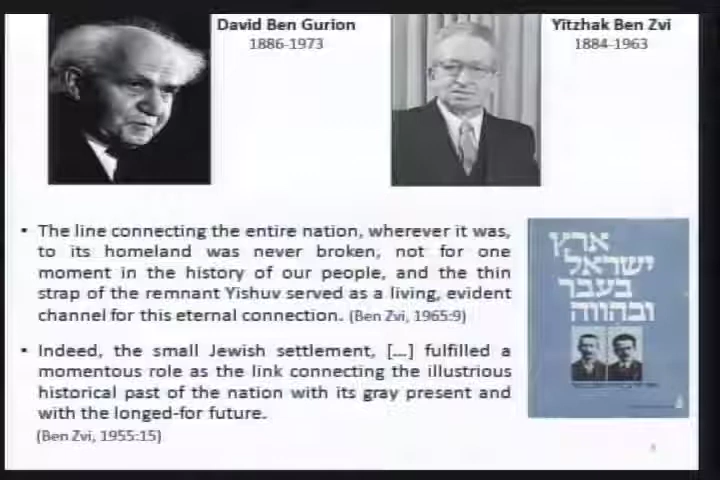 David Ben Gurion
1886-1973
Yitzhak Ben Zvi
1884-1963
• The line connecting the entire nation, wherever it was,
to its homeland was never broken, not for one
moment in the history of our people, and the thin
strap of the remnant Yishuv served as a living, evident
channel for this eternal connection. (Ben Zvi, 1965:9)
• Indeed, the small Jewish settlement, [...] fulfilled a
momentous role as the link connecting the illustrious
historical past of the nation with its gray present and
with the longed-for future.
(Ben Zvi, 1955:15)
ארץ
ישראל
בעבר
ובהווה